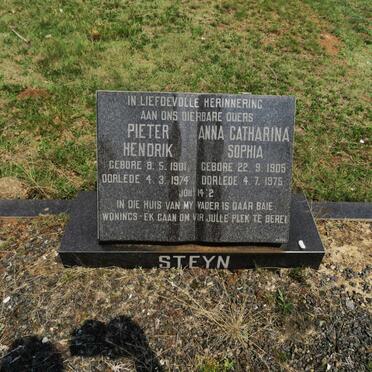 IN LIEFDEVOLLE HERINNERING
AAN ONS DIERBARE OUERS
PIETER HENDRIK
GEBORE 8. 5. 1901
OORLEDE 4. 3. 1974
ANNA CATHARINA SOPHIA
GEBORE 22. 9. 1905
OORLEDE 4. 7. 1975
JOH 14:2
IN DIE HUIS VAN MY VADER IS DAAR BAIE
WONINGS-EK GAAN OM VIR JULLE PLEK TE BEREI
STEYN